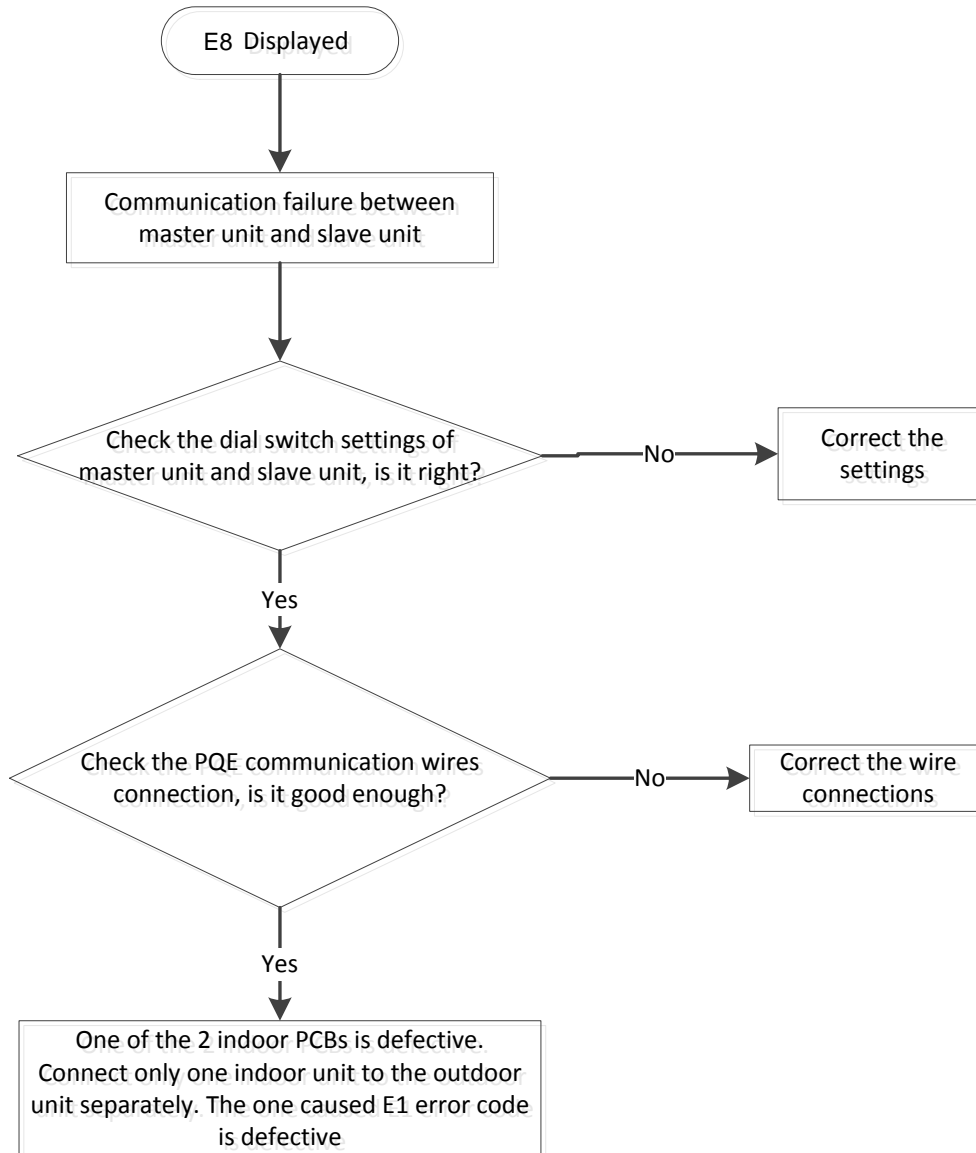 E8 Displayed
Communication failure between
master unit and slave unit
Check the dial switch settings of
master unit and slave unit, is it right?
No
Correct the
settings
Yes
Check the PQE communication wires
connection, is it good enough?
No
Correct the wire
connections
Yes
One of the 2 indoor PCBs is defective.
Connect only one indoor unit to the outdoor
unit separately. The one caused E1 error code
is defective